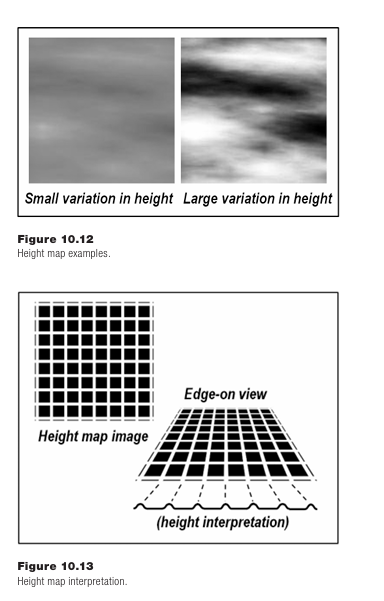 Small variation in height Large variation in height
Figure 10.12
Height map examples.
Edge-on view
Height map image
(height interpretation)
Figure 10.13
Height map interpretation.